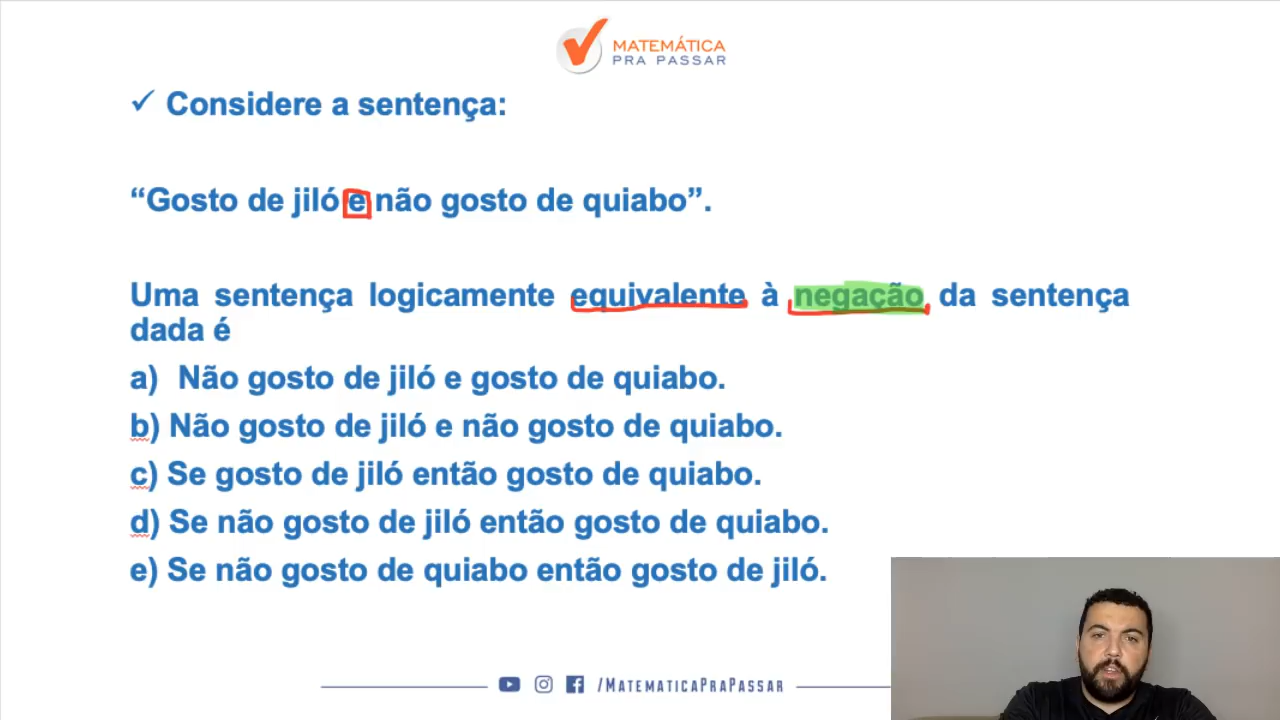 MATEMÁTICA
PRA PASSAR
✓ Considere a sentença:
“Gosto de jiló e não gosto de quiabo”.
Uma sentença logicamente equivalente à negação da sentença
dada é
a) Não gosto de jiló e gosto de quiabo.
b) Não gosto de jiló e não gosto de quiabo.
c) Se gosto de jiló então gosto de quiabo.
d) Se não gosto de jiló então gosto de quiabo.
e) Se não gosto de quiabo então gosto de jiló.
/MATEMATICAPRAPASSAR